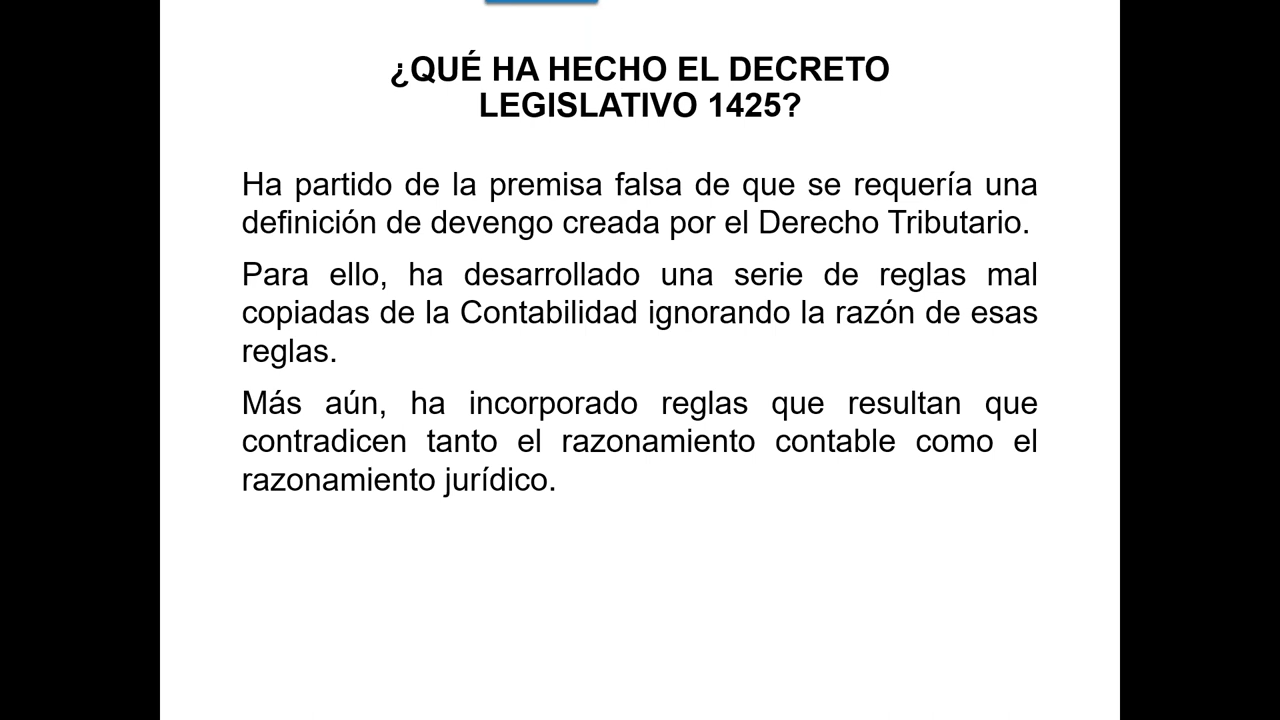 ¿QUÉ HA HECHO EL DECRETO
LEGISLATIVO 1425?
Ha partido de la premisa falsa de que se requería una
definición de devengo creada por el Derecho Tributario.
Para ello, ha desarrollado una serie de reglas mal
copiadas de la Contabilidad ignorando la razón de esas
reglas.
Más aún, ha incorporado reglas que resultan que
contradicen tanto el razonamiento contable como el
razonamiento jurídico.